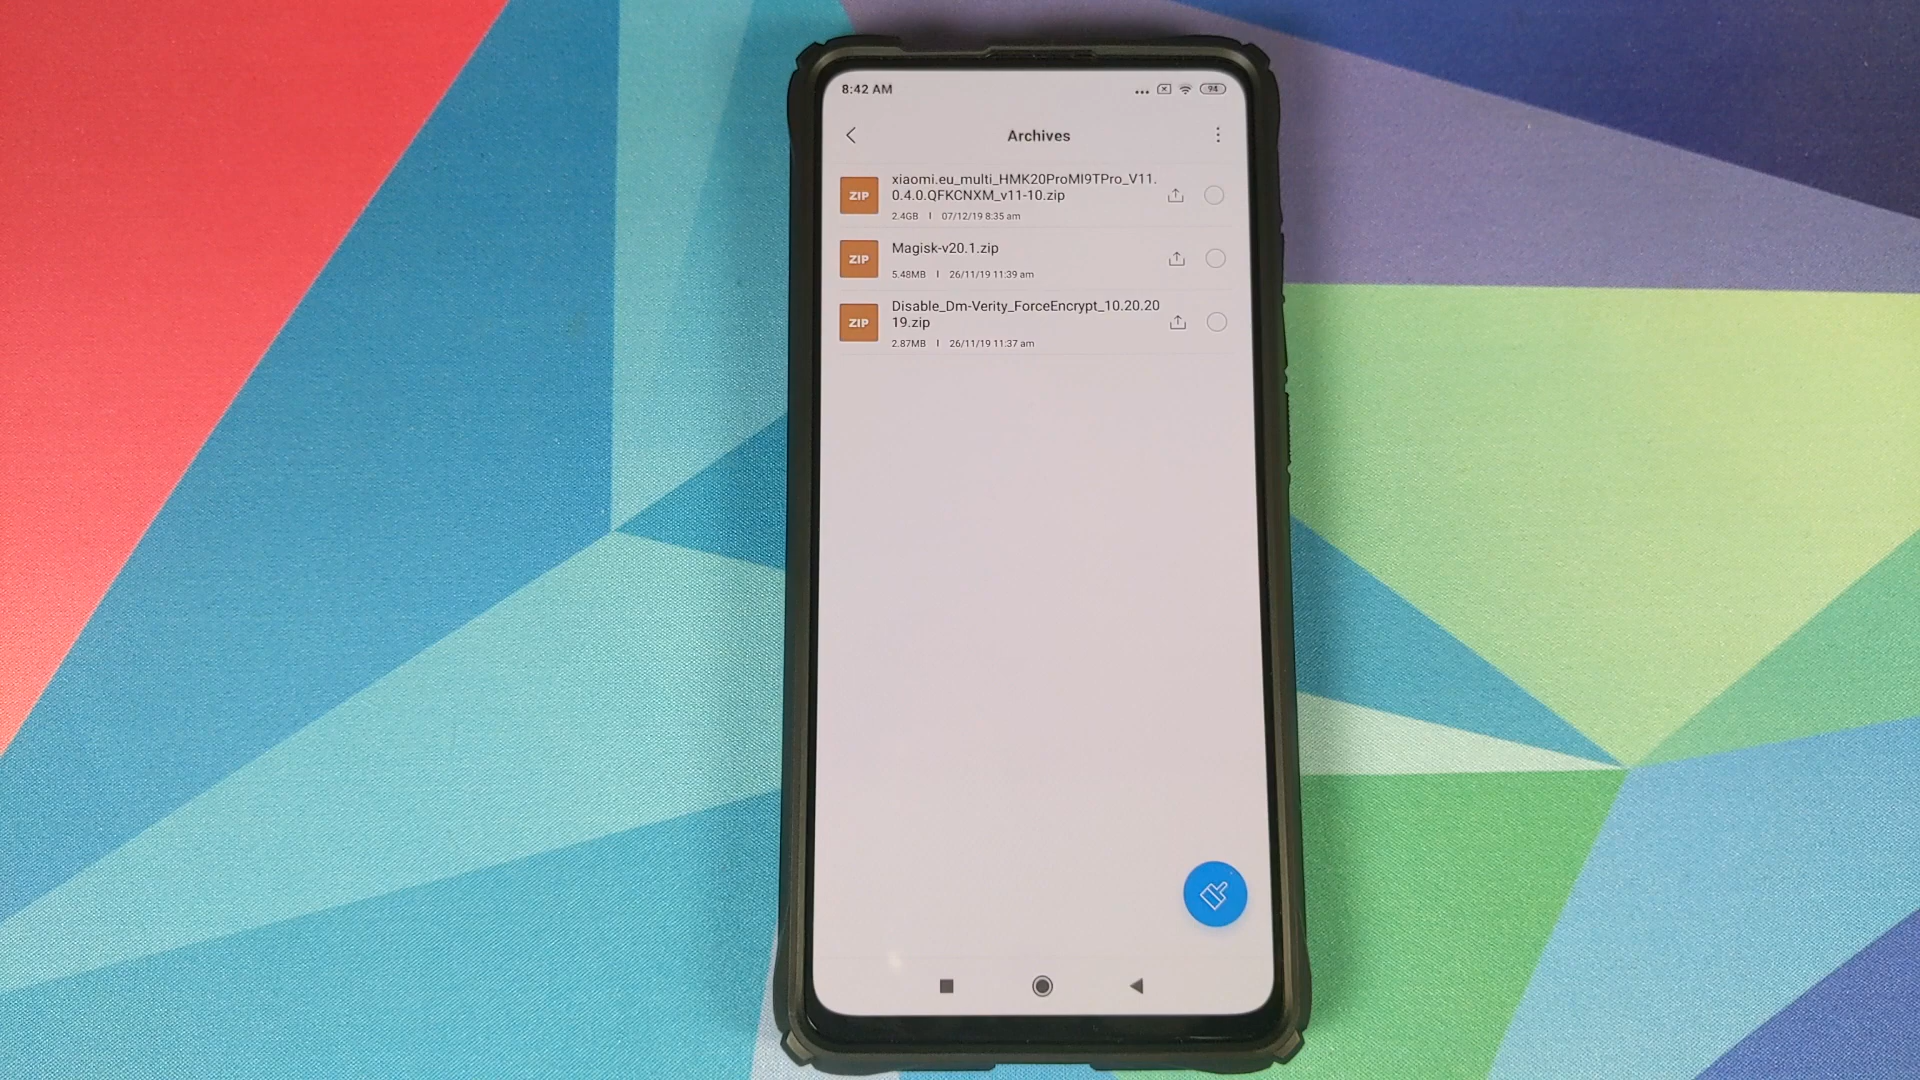 8:42 AM
94
Archives
ZIP
xiaomi.eu_multi_HMK20ProMI9TPro_V11.
0.4.0.QFKCNXM_v11-10.zip
2.4GB | 07/12/19 8:35 am
ZIP
Magisk-v20.1.zip
5.48MB | 26/11/19 11:39 am
ZIP
Disable_Dm-Verity_ForceEncrypt_10.20.20
19.zip
2.87MB | 26/11/19 11:37 am